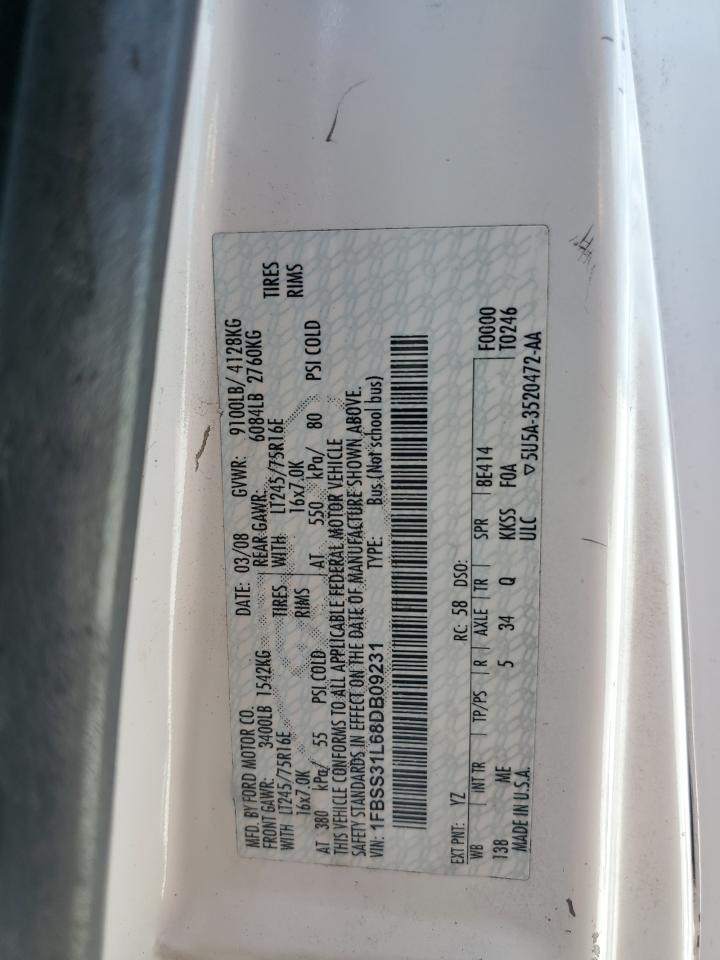 MFD. BY FORD MOTOR CO.
DATE: 03/08 GVWR: 9100LB/ 4128KG
FRONT GAWR: 3400LB 1542KG REAR GAWR: 6084LB 2760KG
WITH LT245/75R16E TIRES WITH LT245/75R16E TIRES
16x7.0K RIMS 16x7.0K RIMS
AT 380 kPa/ 55 PSI COLD AT 550 kPa/ 80 PSI COLD
THIS VEHICLE CONFORMS TO ALL APPLICABLE FEDERAL MOTOR VEHICLE
SAFETY STANDARDS IN EFFECT ON THE DATE OF MANUFACTURE SHOWN ABOVE.
VIN: 1FBSS31L68DB09231 TYPE: Bus (Not school bus)
EXT PNT: YZ RC: 58 DSO: F0000
WB INT TR TP/PS R AXLE TR SPR 8E414 T0246
138 ME 5 34 Q KKSS FOA
ULC
MADE IN U.S.A. ▽5U5A-3520472-AA